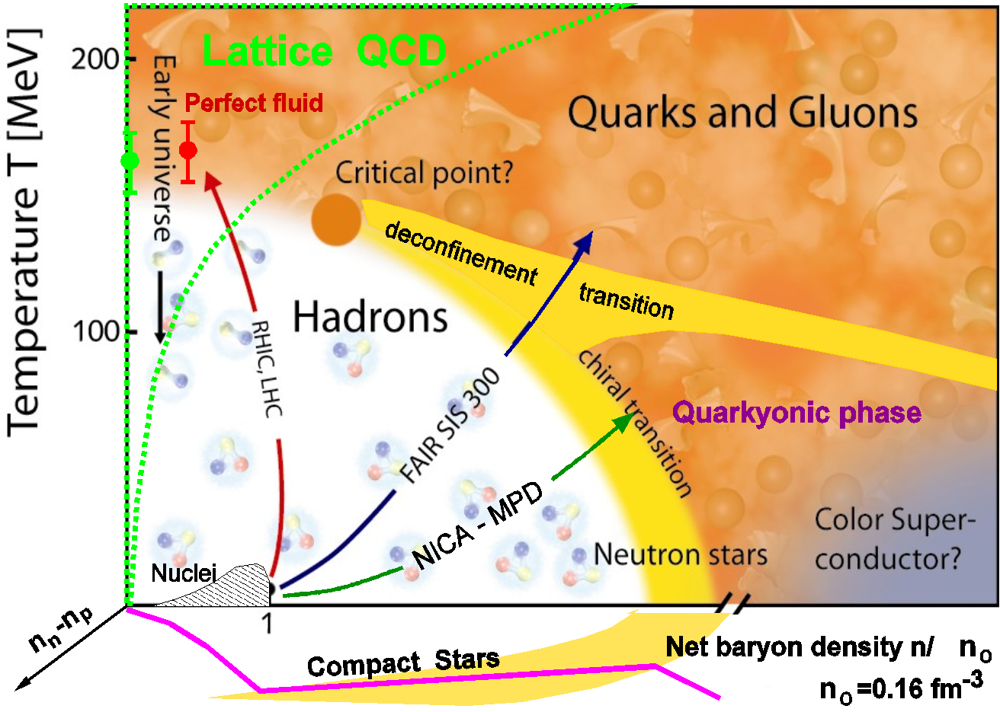 Temperature T [MeV]
200
100
Lattice QCD
Early universe
Perfect fluid
Quarks and Gluons
Critical point?
deconfinement
transition
Hadrons
RHIC, LHC
FAIR SIS 300
chiral transition
Quarkyonic phase
NICA - MPD
Color Super-
conductor?
Neutron stars
Nuclei
1
nₙ-nₚ
Compact Stars
Net baryon density n/ n₀
n₀=0.16 fm⁻³